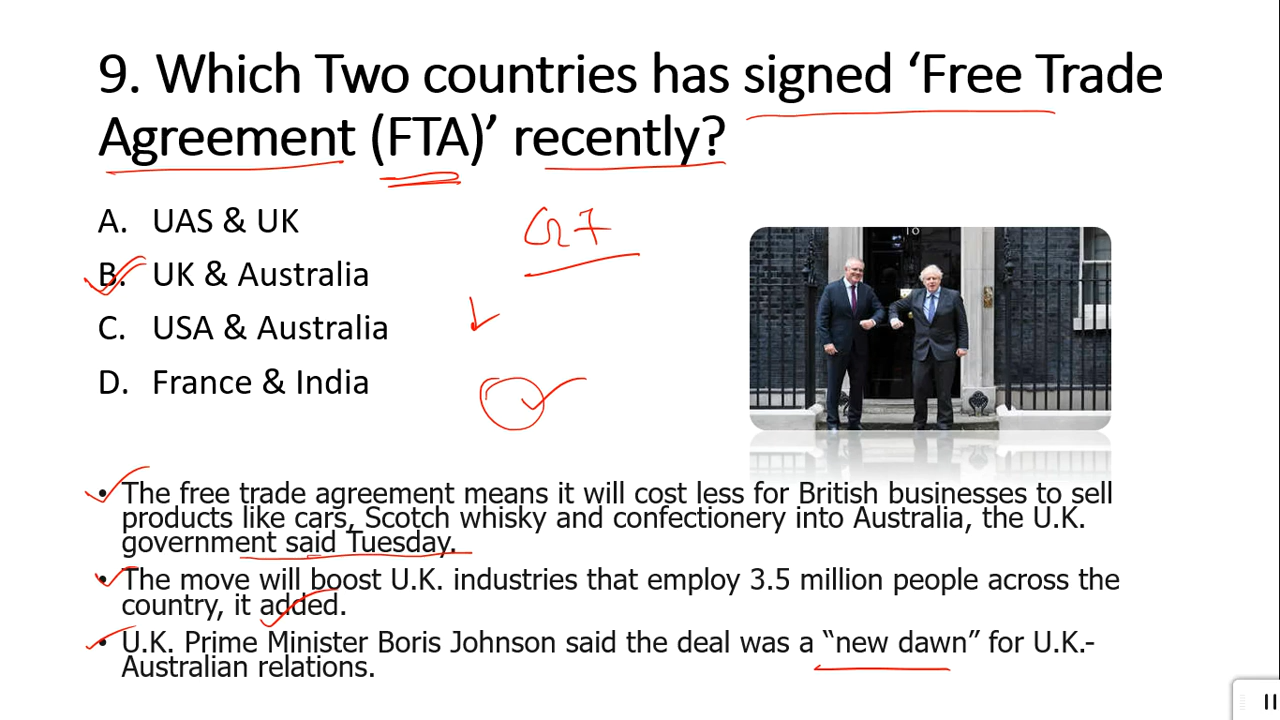 9. Which Two countries has signed ‘Free Trade
Agreement (FTA)’ recently?
A. UAS & UK
B. UK & Australia
C. USA & Australia
D. France & India
G7
10
• The free trade agreement means it will cost less for British businesses to sell
products like cars, Scotch whisky and confectionery into Australia, the U.K.
government said Tuesday.
• The move will boost U.K. industries that employ 3.5 million people across the
country, it added.
• U.K. Prime Minister Boris Johnson said the deal was a “new dawn” for U.K.-
Australian relations.